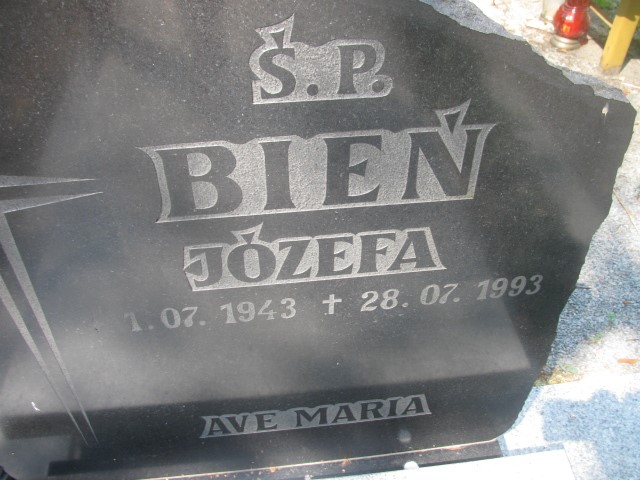 Ś.P.
BIEŃ
JÓZEFA
1.07.1943 ✝ 28.07.1993
AVE MARIA